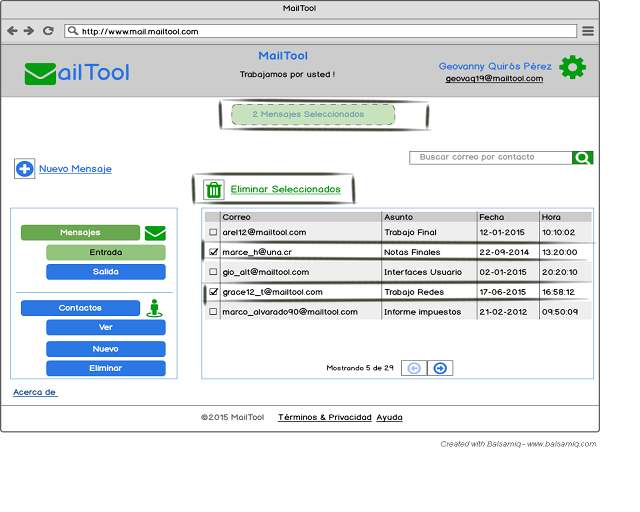 MailTool
http://www.mail.mailtool.com
MailTool
ailTool
Trabajamos por usted !
Geovanny Quirós Pérez
geovaq19@mailtool.com
2 Mensajes Seleccionados
Buscar correo por contacto
Nuevo Mensaje
Eliminar Seleccionados
Mensajes
Entrada
Salida
Contactos
Ver
Nuevo
Eliminar
Correo Asunto Fecha Hora
arel12@mailtool.com Trabajo Final 12-01-2015 10:10:02
marce_h@una.cr Notas Finales 22-09-2014 13:20:00
gio_alt@mailtool.com Interfaces Usuario 02-01-2015 20:20:10
grace12_t@mailtool.com Trabajo Redes 17-06-2015 16:58:12
marco_alvarado90@mailtool.com Informe impuestos 21-02-2012 09:50:09
Mostrando 5 de 29
Acerca de
©2015 MailTool Términos & Privacidad Ayuda
Created with Balsamiq - www.balsamiq.com